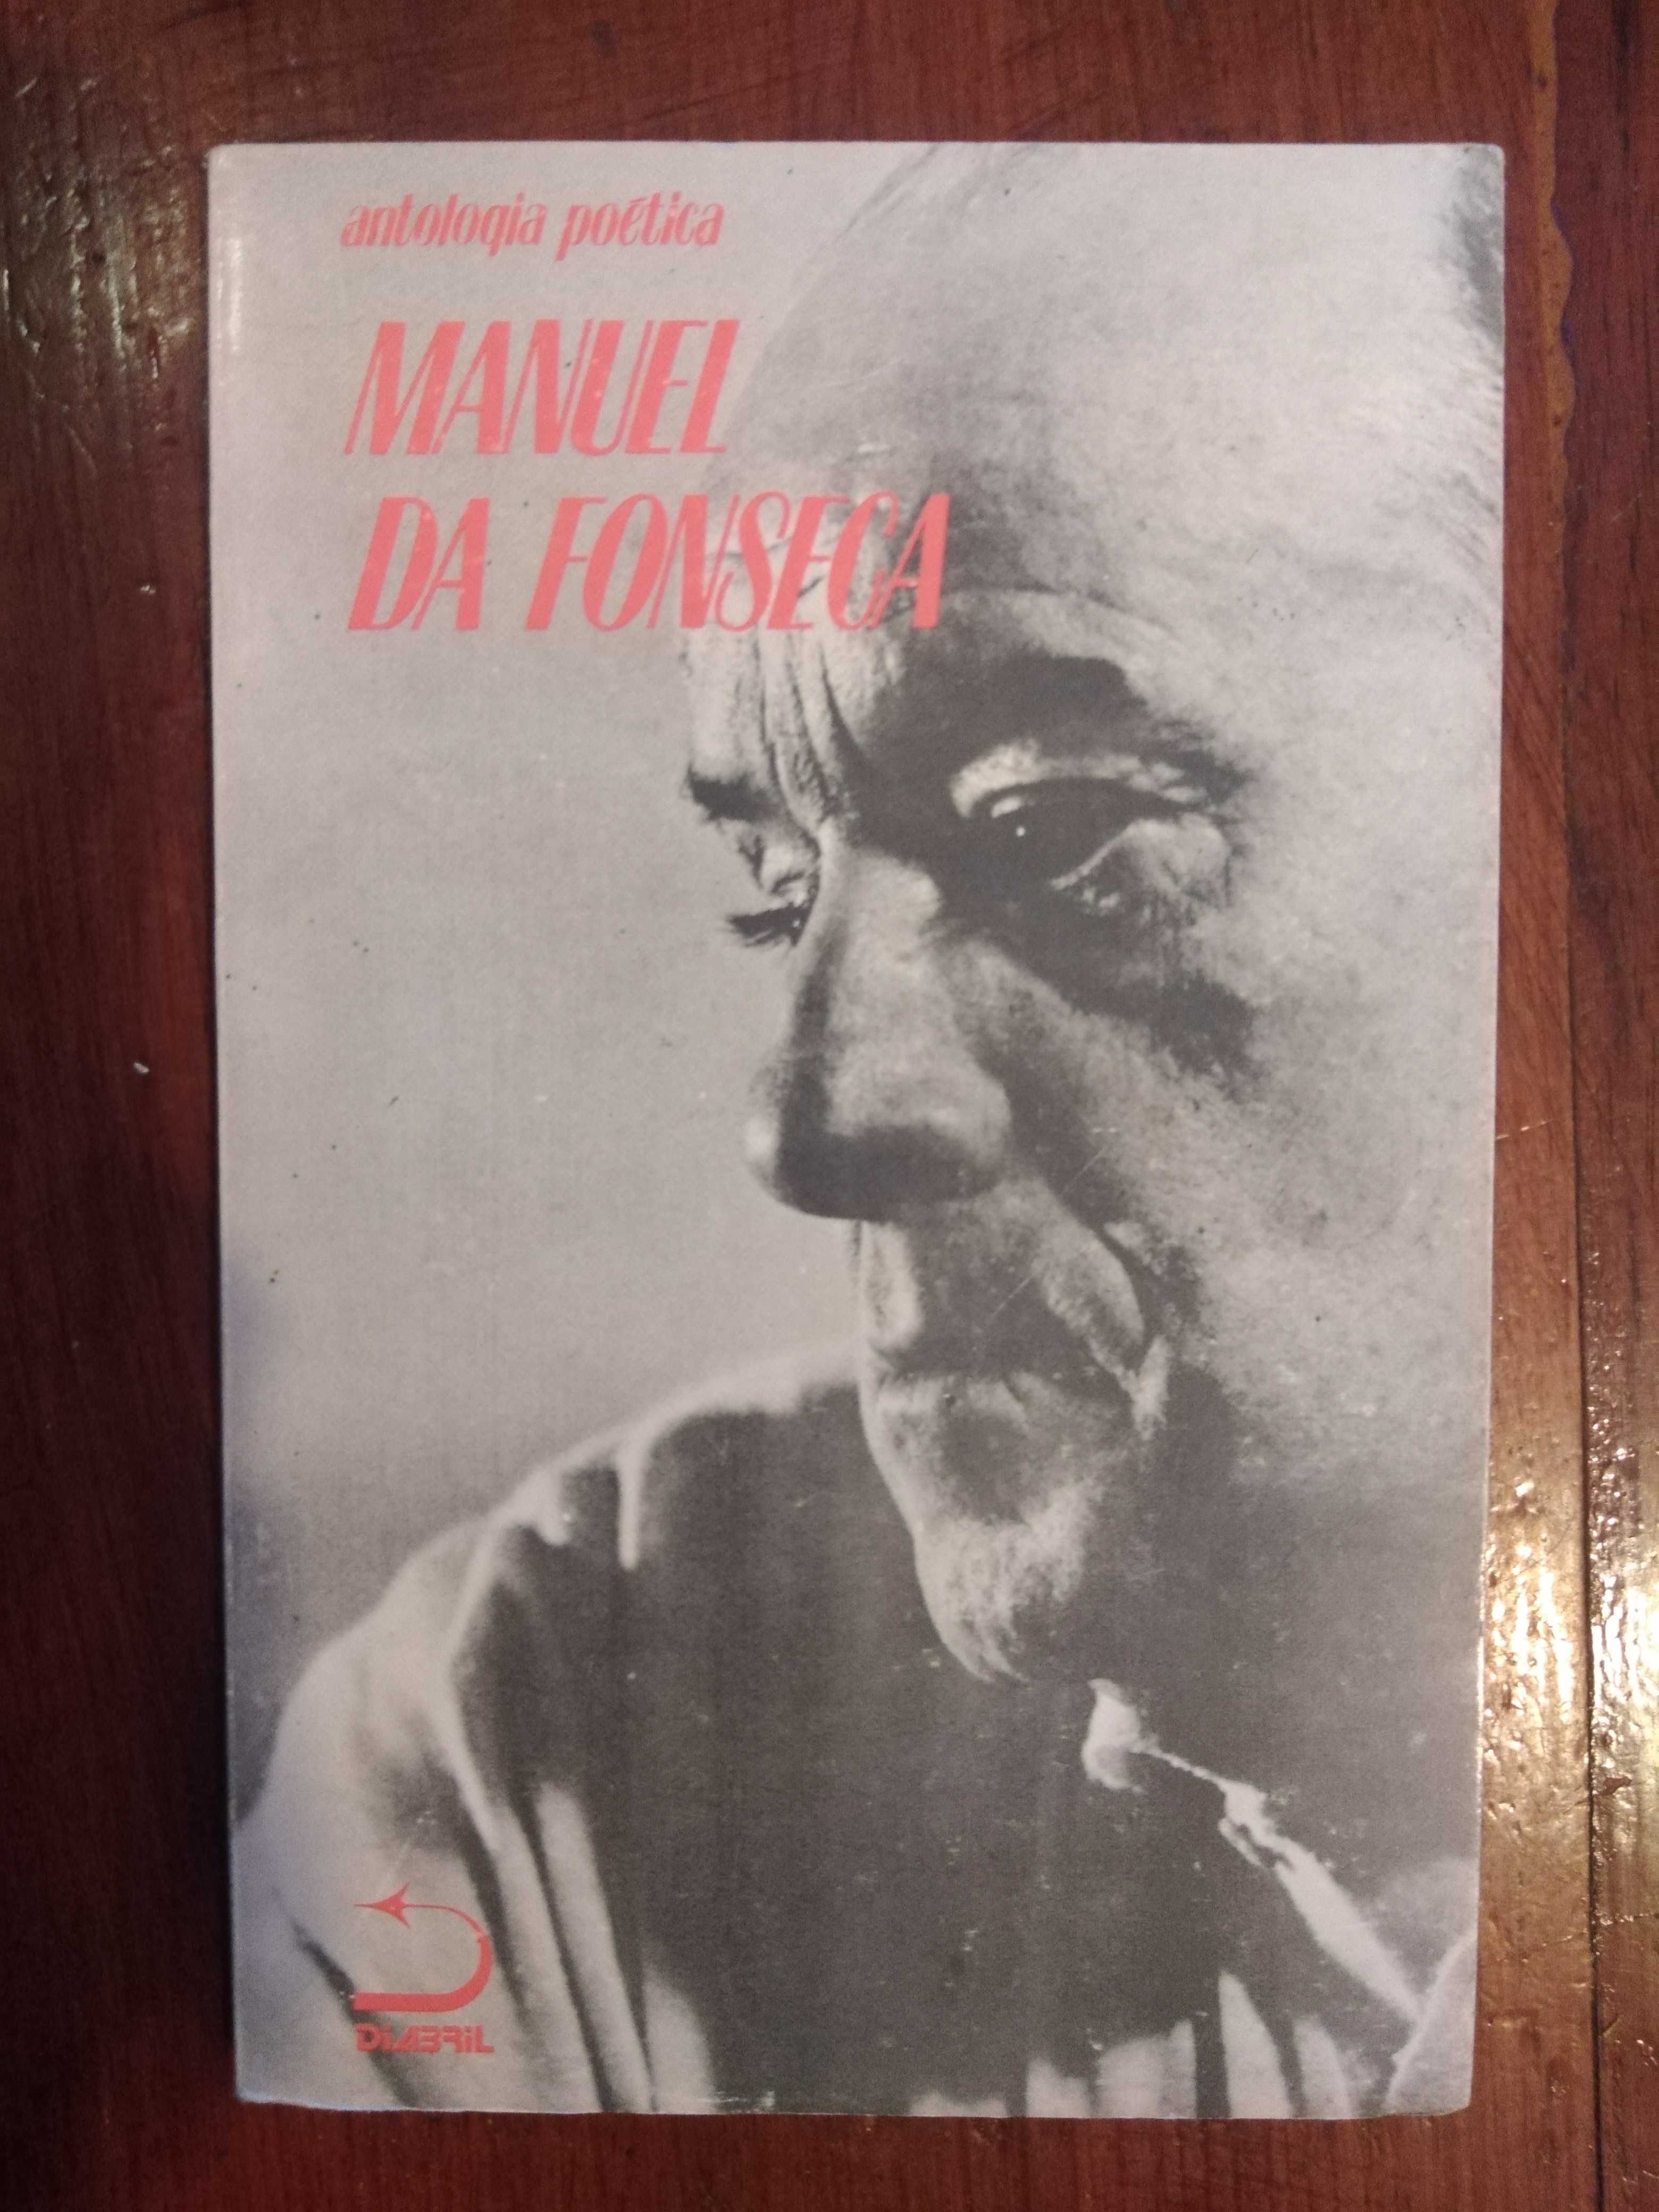 antologia poética
MANUEL
DA FONSECA
DIABRIL